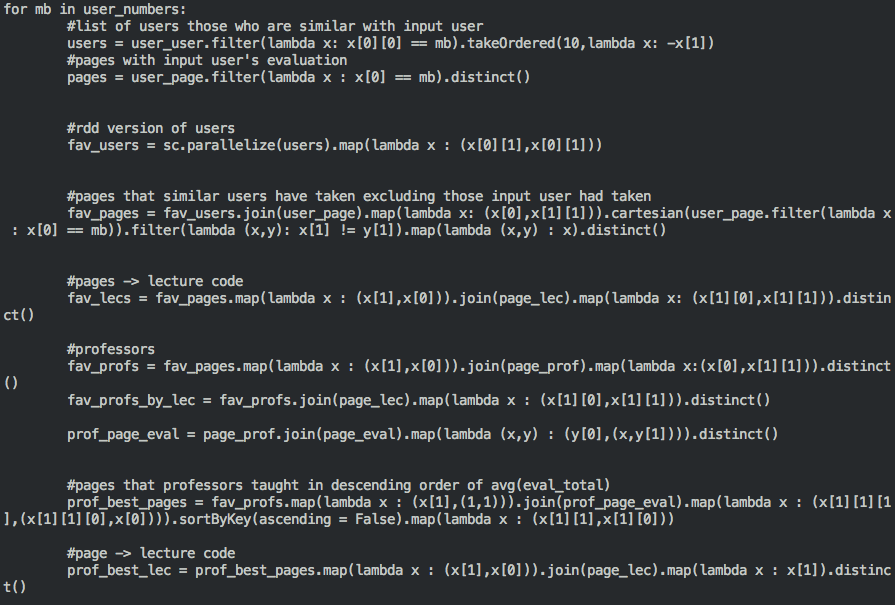 for mb in user_numbers:
#list of users those who are similar with input user
users = user_user.filter(lambda x: x[0][0] == mb).takeOrdered(10,lambda x: -x[1])
#pages with input user's evaluation
pages = user_page.filter(lambda x : x[0] == mb).distinct()
#rdd version of users
fav_users = sc.parallelize(users).map(lambda x : (x[0][1],x[0][1]))
#pages that similar users have taken excluding those input user had taken
fav_pages = fav_users.join(user_page).map(lambda x: (x[0],x[1][1])).cartesian(user_page.filter(lambda x
: x[0] == mb)).filter(lambda (x,y): x[1] != y[1]).map(lambda (x,y) : x).distinct()
#pages -> lecture code
fav_lecs = fav_pages.map(lambda x : (x[1],x[0])).join(page_lec).map(lambda x: (x[1][0],x[1][1])).distin
ct()
#professors
fav_profs = fav_pages.map(lambda x : (x[1],x[0])).join(page_prof).map(lambda x:(x[0],x[1][1])).distinct
()
fav_profs_by_lec = fav_profs.join(page_lec).map(lambda x : (x[1][0],x[1][1])).distinct()
prof_page_eval = page_prof.join(page_eval).map(lambda (x,y) : (y[0],(x,y[1]))).distinct()
#pages that professors taught in descending order of avg(eval_total)
prof_best_pages = fav_profs.map(lambda x : (x[1],(1,1))).join(prof_page_eval).map(lambda x : (x[1][1][1
],(x[1][1][0],x[0]))).sortByKey(ascending = False).map(lambda x : (x[1][1],x[1][0]))
#page -> lecture code
prof_best_lec = prof_best_pages.map(lambda x : (x[1],x[0])).join(page_lec).map(lambda x : x[1]).distinc
t()